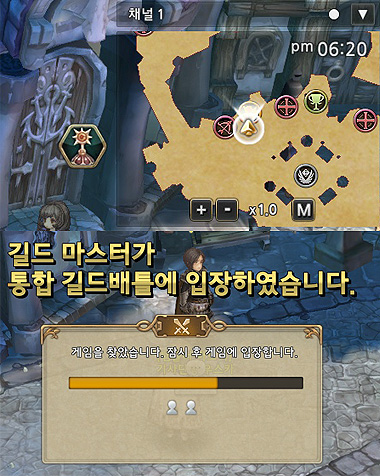 채널 1
pm 06:20
+ - x1.0 M
길드 마스터가
통합 길드배틀에 입장하였습니다.
게임을 찾았습니다. 잠시 후 게임에 입장합니다.